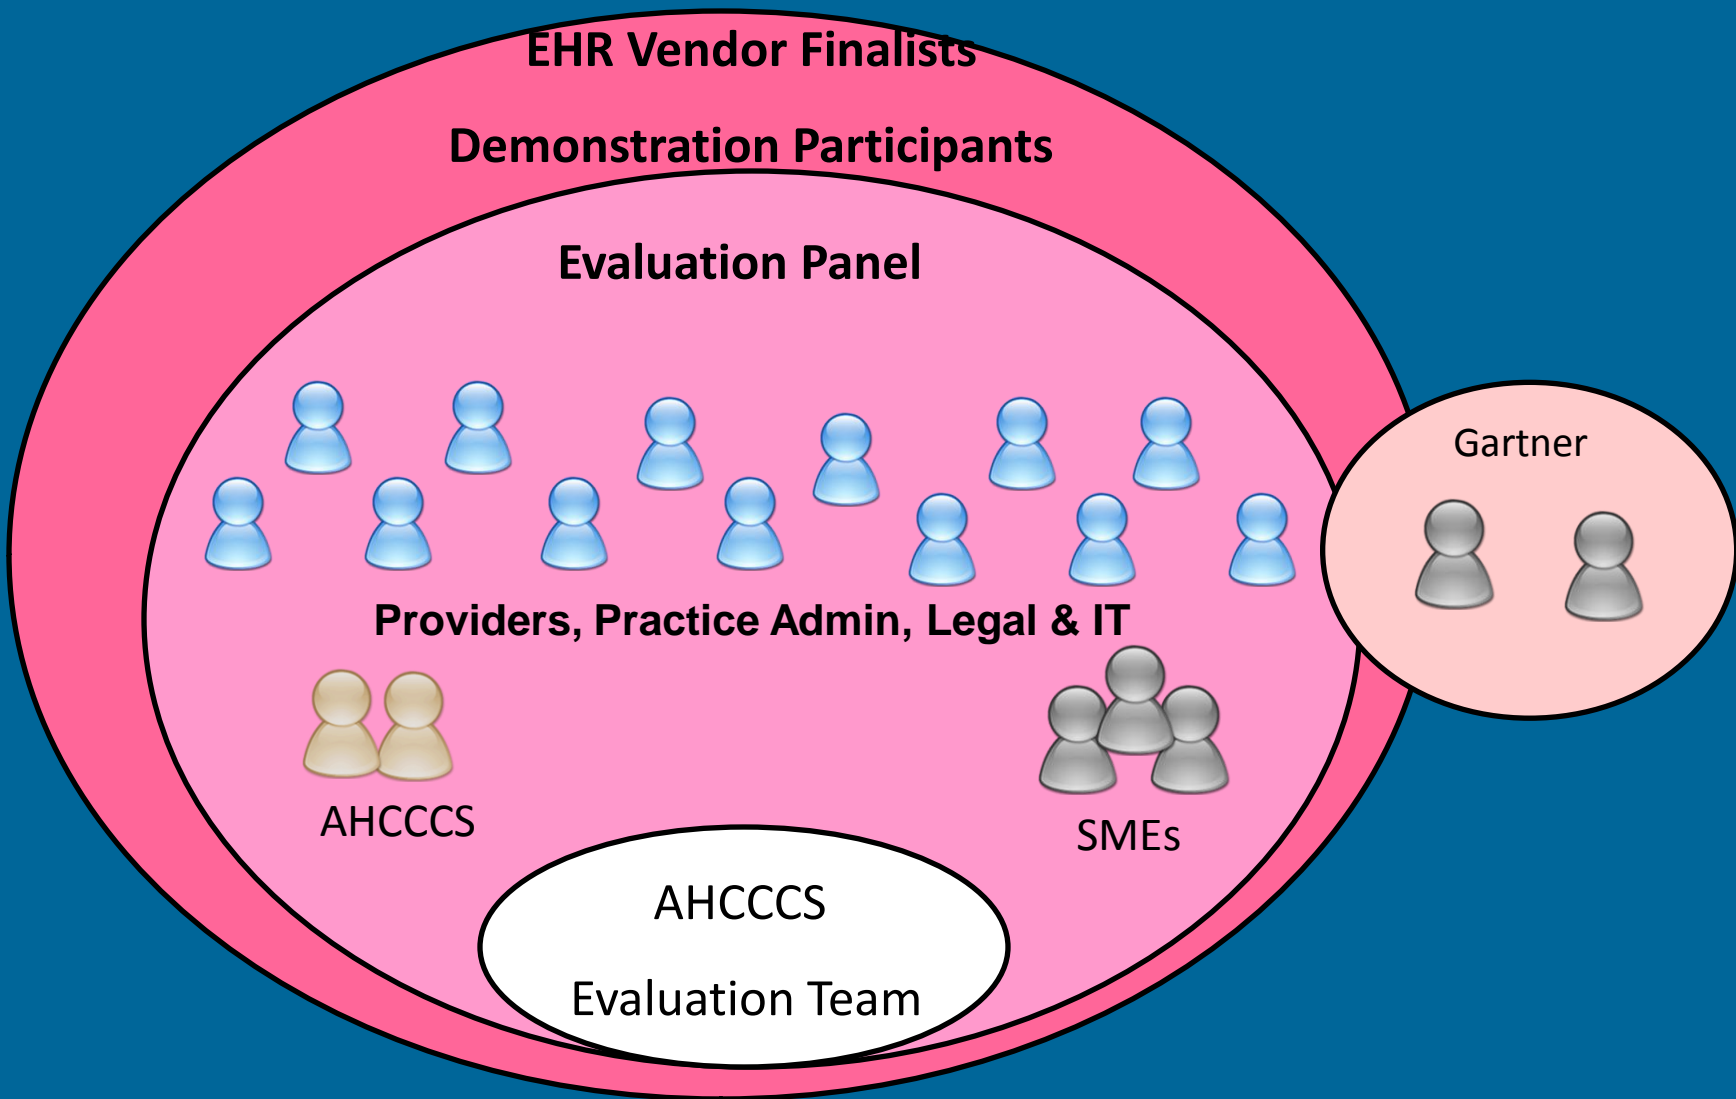 EHR Vendor Finalists
Demonstration Participants
Evaluation Panel
Gartner
Providers, Practice Admin, Legal & IT
AHCCCS
SMEs
AHCCCS
Evaluation Team